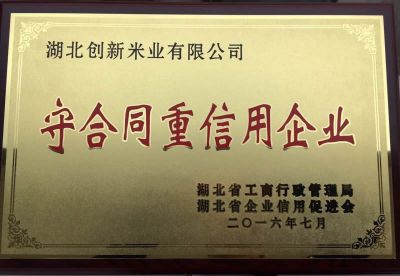 湖北创新米业有限公司
守合同重信用企业
湖北省工商行政管理局
湖北省企业信用促进会
二〇一六年七月